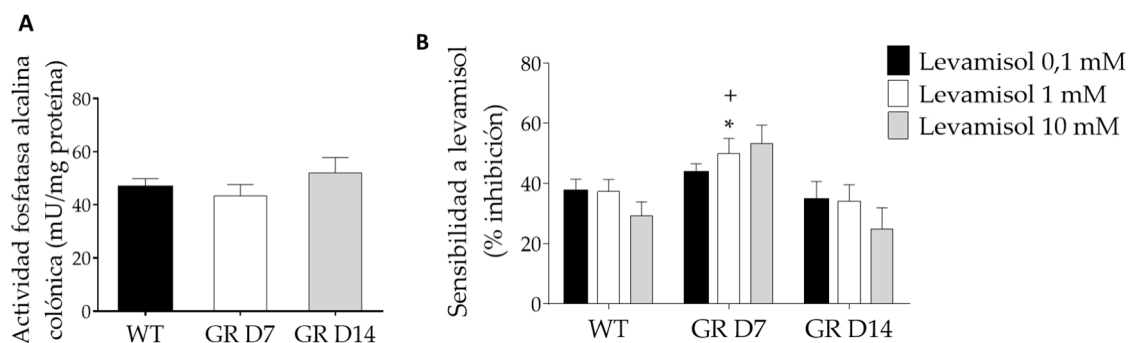 A
Actividad fosfatasa alcalina
colónica (mU/mg proteína)
80
60
40
20
0
WT
GR D7
GR D14
B
Sensibilidad a levamisol
(% inhibición)
80
60
40
20
0
+
*
WT
GR D7
GR D14
Levamisol 0,1 mM
Levamisol 1 mM
Levamisol 10 mM